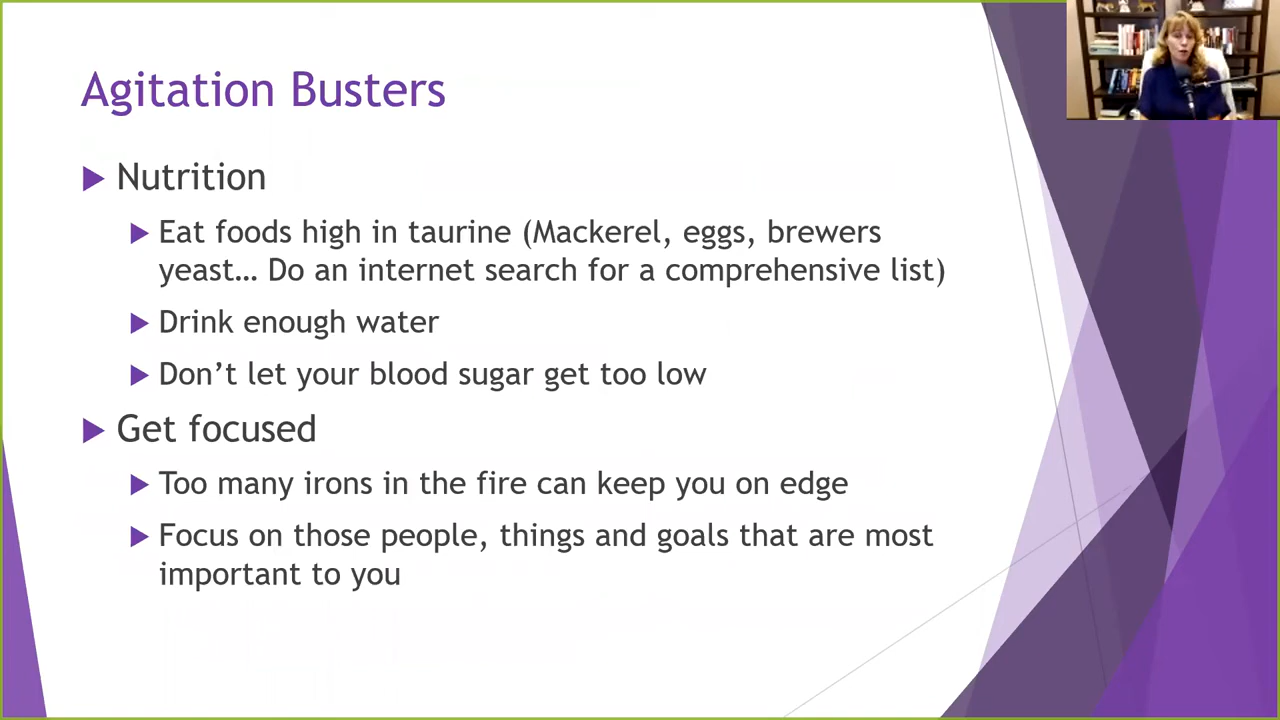 Agitation Busters
Nutrition
Eat foods high in taurine (Mackerel, eggs, brewers
yeast… Do an internet search for a comprehensive list)
Drink enough water
Don’t let your blood sugar get too low
Get focused
Too many irons in the fire can keep you on edge
Focus on those people, things and goals that are most
important to you